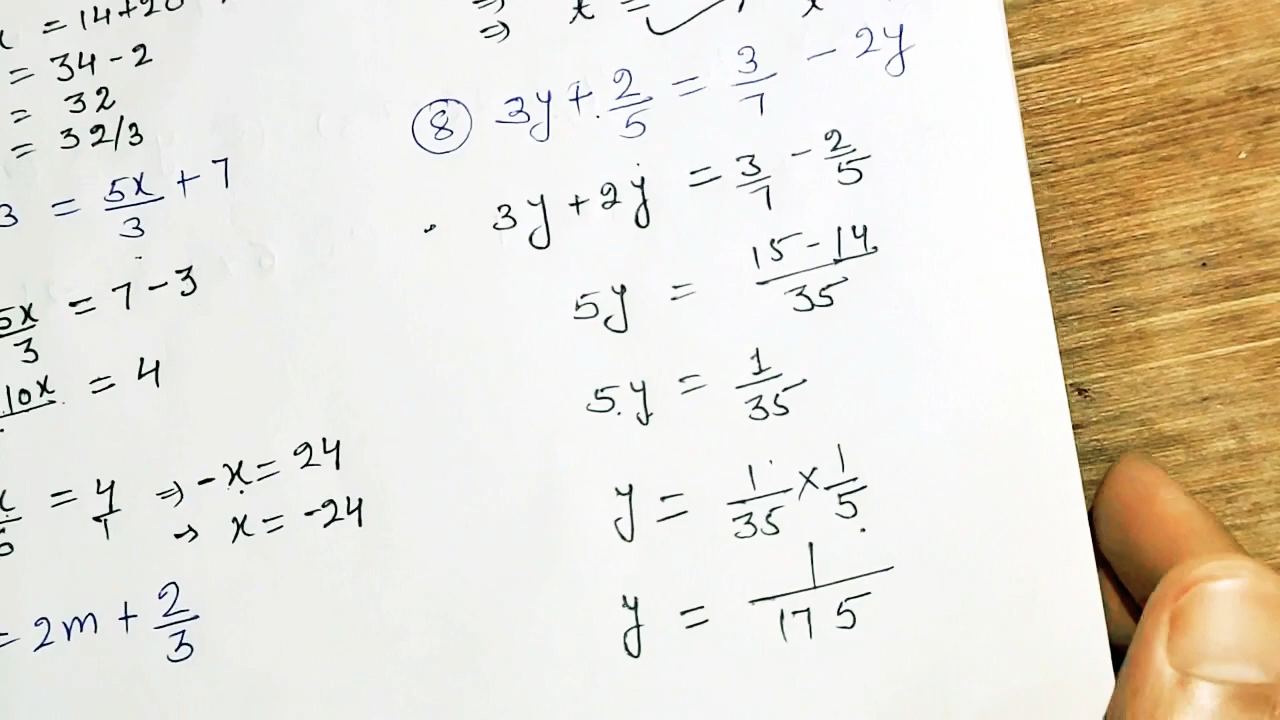 x = 14+20
= 34 - 2
= 32
= 32/3
3 = 5x/3 + 7
5x/3 = 7 - 3
10x = 4
= 4/1 ⇒ -x = 24
→ x = -24
= 2m + 2/3
⇒ x =
⇒
8 3y + 2/5 = 3/7 - 2y
3y + 2y = 3/7 - 2/5
5y = 15 - 14/35
5y = 1/35
y = 1/35 × 1/5
y = 1/175